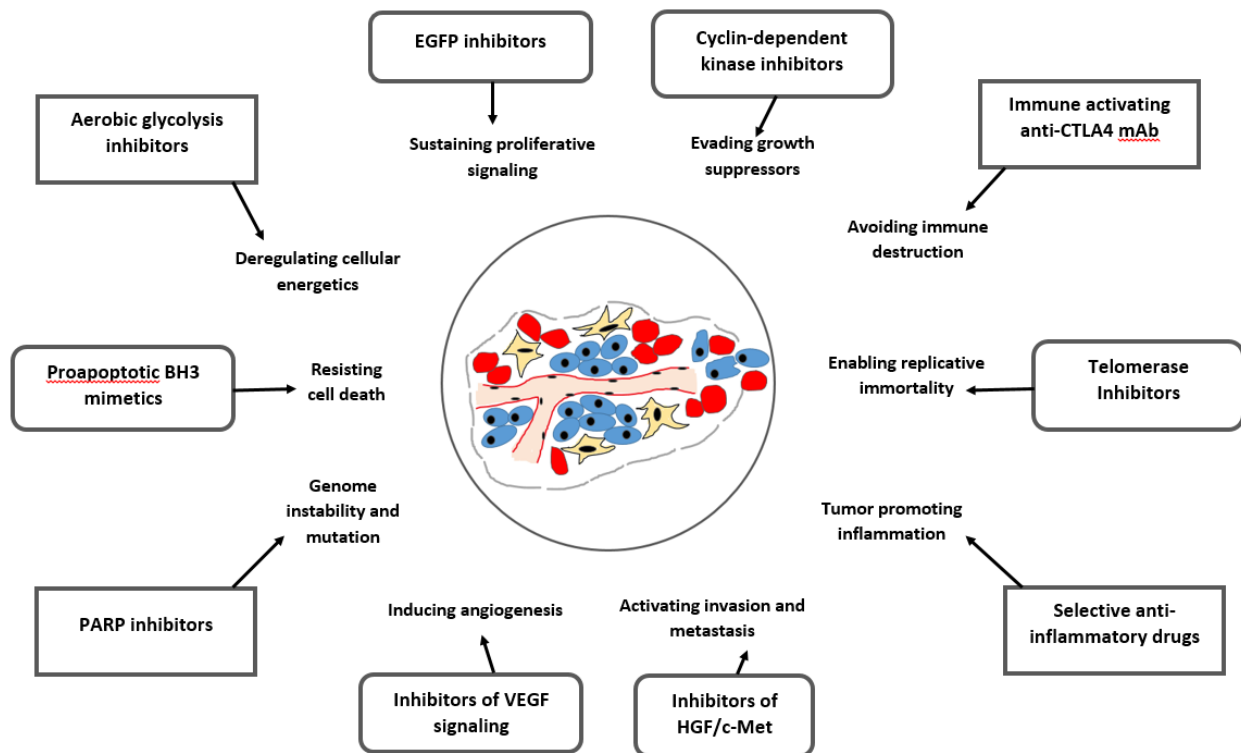 EGFP inhibitors
Cyclin-dependent
kinase inhibitors
Aerobic glycolysis
inhibitors
Immune activating
anti-CTLA4 mAb
Sustaining proliferative
signaling
Evading growth
suppressors
Avoiding immune
destruction
Deregulating cellular
energetics
Proapoptotic BH3
mimetics
Resisting
cell death
Enabling replicative
immortality
Telomerase
Inhibitors
Genome
instability and
mutation
Tumor promoting
inflammation
PARP inhibitors
Inducing angiogenesis
Activating invasion and
metastasis
Selective anti-
inflammatory drugs
Inhibitors of VEGF
signaling
Inhibitors of
HGF/c-Met